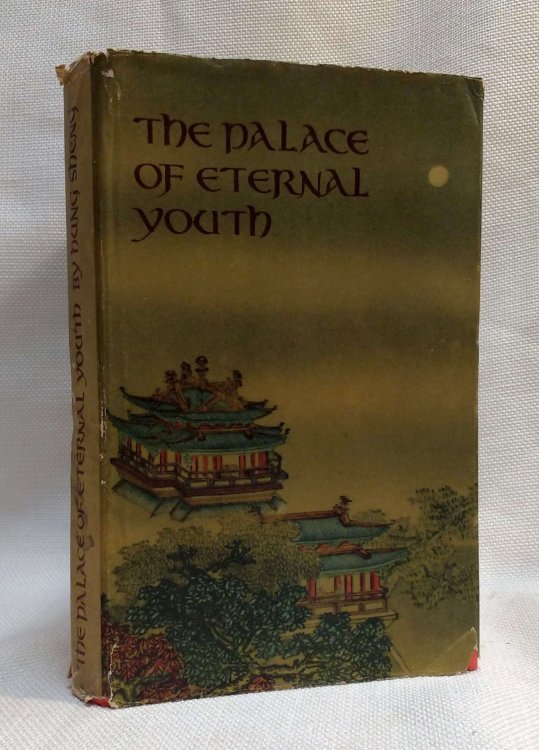 THE PALACE
OF ETERNAL
YOUTH
THE PALACE OF ETERNAL YOUTH BY HUNG SHENG